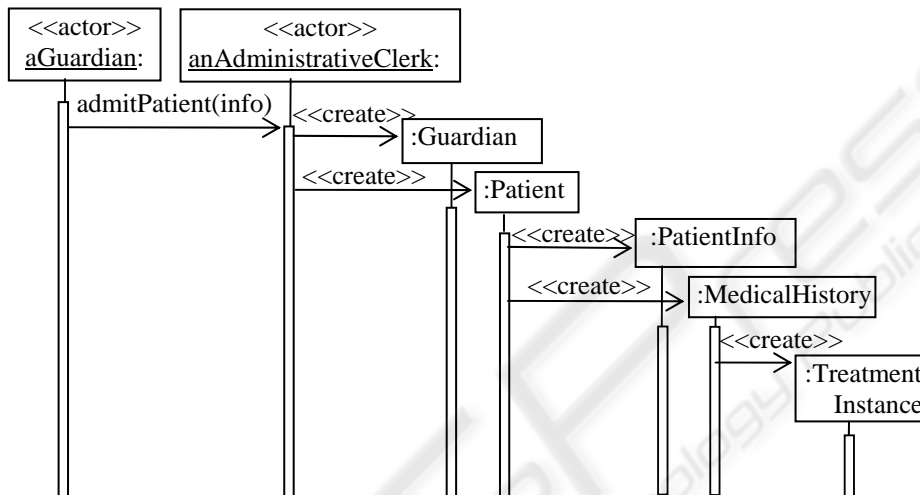 <<actor>>
aGuardian:
<<actor>>
anAdministrativeClerk:
admitPatient(info)
<<create>>
:Guardian
<<create>>
:Patient
<<create>>
:PatientInfo
<<create>>
:MedicalHistory
<<create>>
:Treatment
Instance